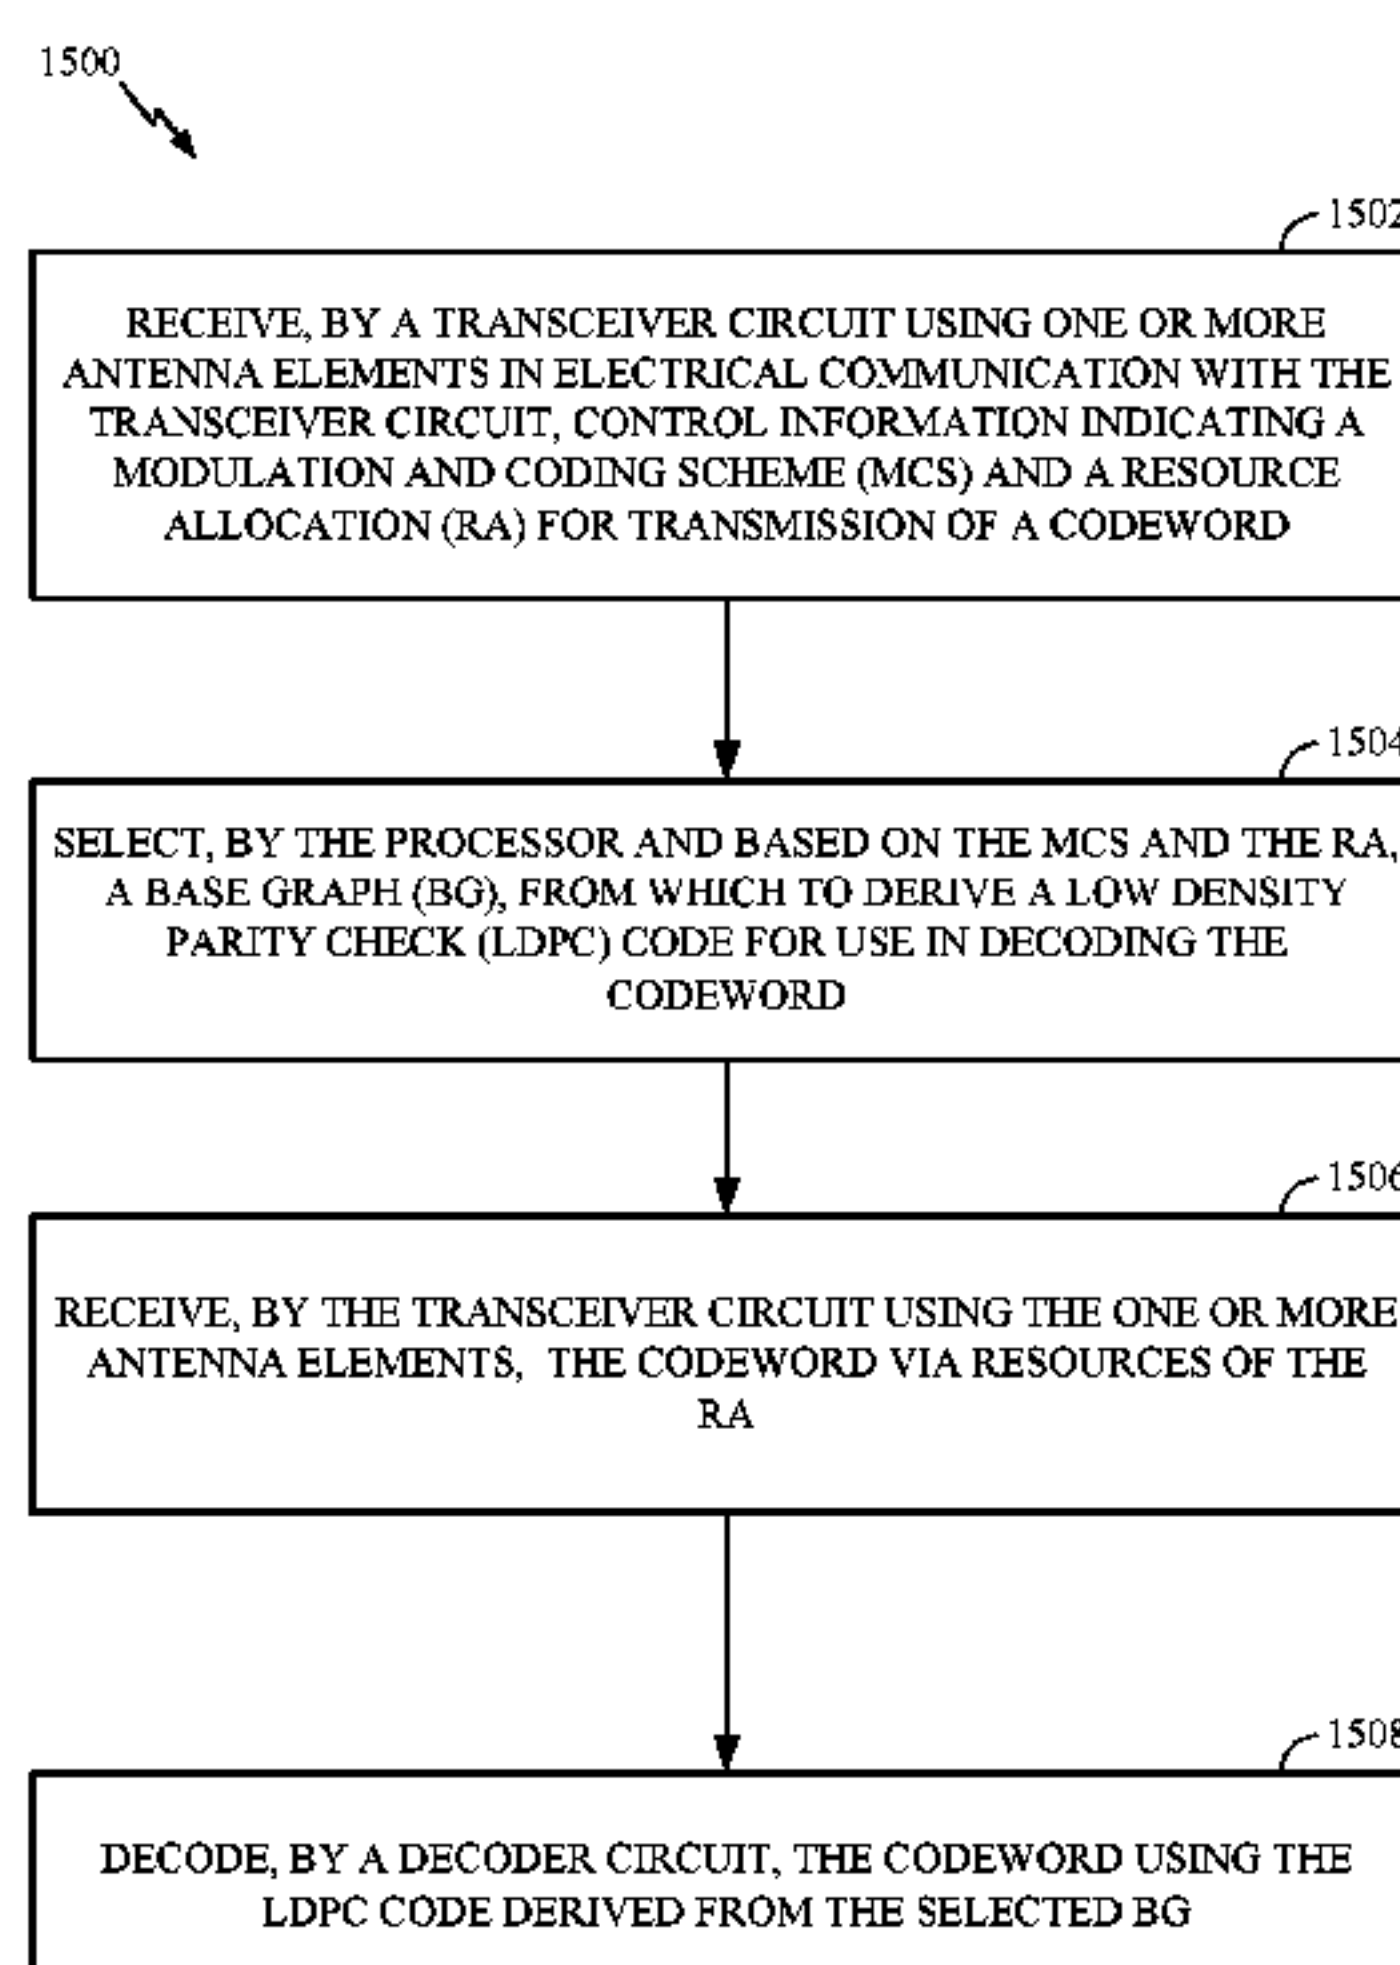 1500
1502
RECEIVE, BY A TRANSCEIVER CIRCUIT USING ONE OR MORE
ANTENNA ELEMENTS IN ELECTRICAL COMMUNICATION WITH THE
TRANSCEIVER CIRCUIT, CONTROL INFORMATION INDICATING A
MODULATION AND CODING SCHEME (MCS) AND A RESOURCE
ALLOCATION (RA) FOR TRANSMISSION OF A CODEWORD
1504
SELECT, BY THE PROCESSOR AND BASED ON THE MCS AND THE RA,
A BASE GRAPH (BG), FROM WHICH TO DERIVE A LOW DENSITY
PARITY CHECK (LDPC) CODE FOR USE IN DECODING THE
CODEWORD
1506
RECEIVE, BY THE TRANSCEIVER CIRCUIT USING THE ONE OR MORE
ANTENNA ELEMENTS, THE CODEWORD VIA RESOURCES OF THE
RA
1508
DECODE, BY A DECODER CIRCUIT, THE CODEWORD USING THE
LDPC CODE DERIVED FROM THE SELECTED BG